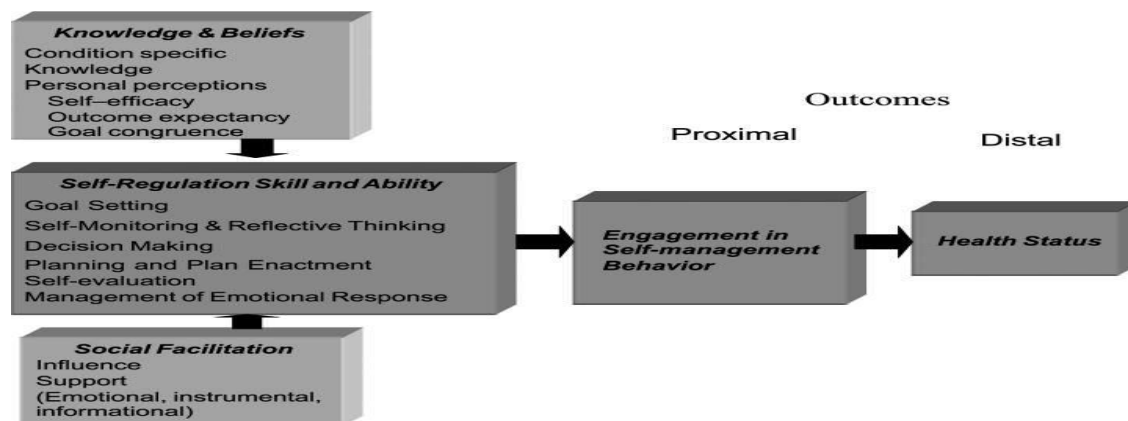 Knowledge & Beliefs
Condition specific
Knowledge
Personal perceptions
Self–efficacy
Outcome expectancy
Goal congruence
Self-Regulation Skill and Ability
Goal Setting
Self-Monitoring & Reflective Thinking
Decision Making
Planning and Plan Enactment
Self-evaluation
Management of Emotional Response
Social Facilitation
Influence
Support
(Emotional, instrumental,
informational)
Outcomes
Proximal
Distal
Engagement in
Self-management
Behavior
Health Status